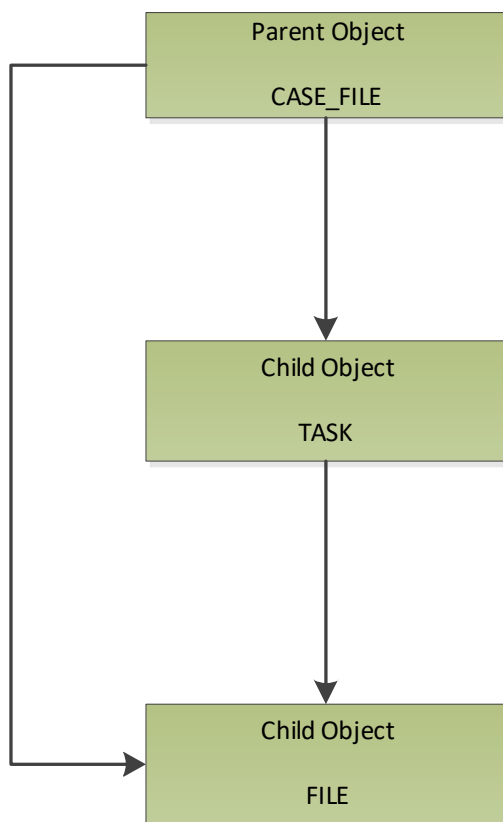 Parent Object
CASE_FILE
Child Object
TASK
Child Object
FILE